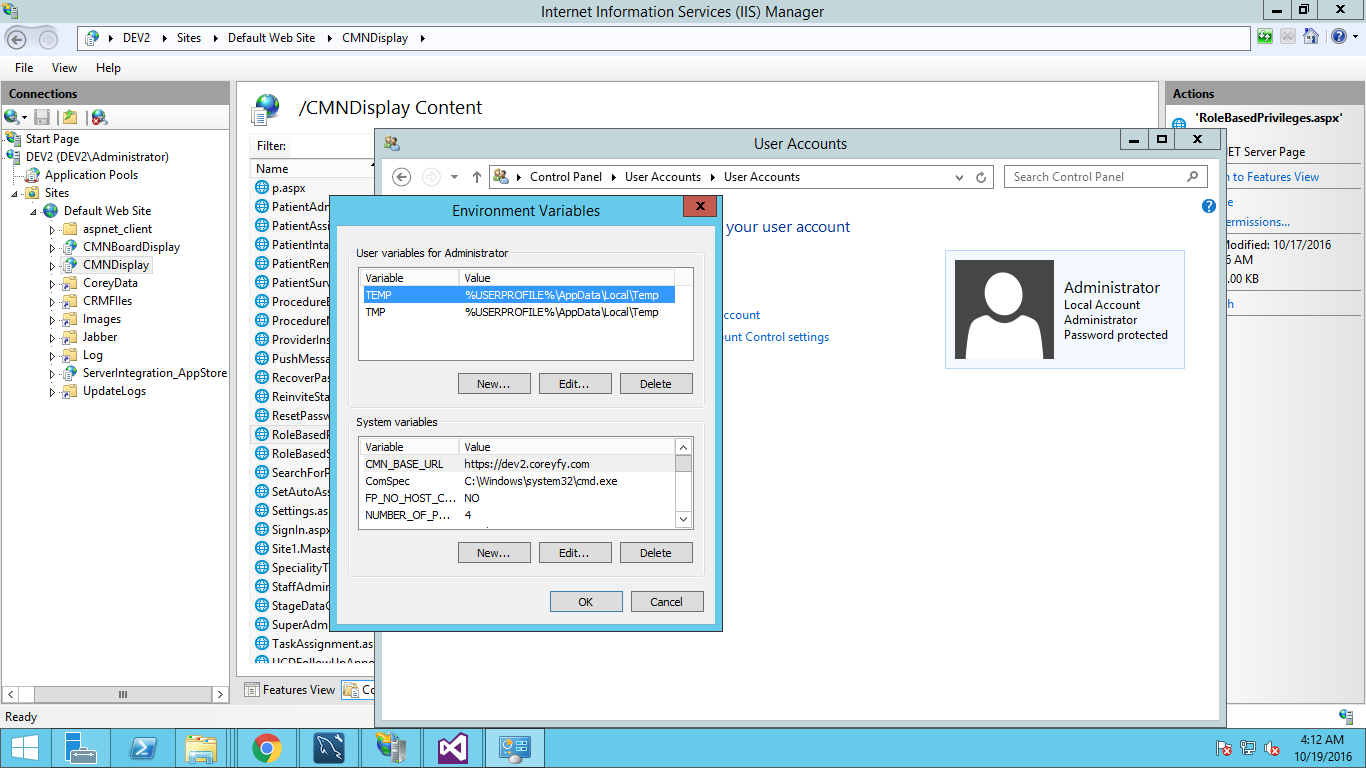 Internet Information Services (IIS) Manager
DEV2
Sites
Default Web Site
CMNDisplay
File
View
Help
Connections
Start Page
DEV2 (DEV2\Administrator)
Application Pools
Sites
Default Web Site
aspnet_client
CMNBoardDisplay
CMNDisplay
CoreyData
CRMFIles
Images
Jabber
Log
ServerIntegration_AppStore
UpdateLogs
/CMNDisplay Content
Filter:
Name
p.aspx
PatientAdn
PatientAssi
PatientInta
PatientRem
PatientSurv
ProcedureE
ProcedureN
ProviderIns
PushMessa
RecoverPas
ReinviteSta
ResetPassw
RoleBasedP
RoleBasedS
SearchForP
SetAutoAss
Settings.as
SignIn.aspx
Site1.Maste
SpecialityT
StaffAdmin
StageDataC
SuperAdm
TaskAssignment.as
UCDFollowUpAppo
Features View
Co
Actions
'RoleBasedPrivileges.aspx'
ET Server Page
n to Features View
e
ermissions...
Modified: 10/17/2016
6 AM
.00 KB
h
User Accounts
Control Panel
User Accounts
User Accounts
Search Control Panel
your user account
ccount
unt Control settings
Administrator
Local Account
Administrator
Password protected
Environment Variables
X
User variables for Administrator
Variable
Value
TEMP
%USERPROFILE%\AppData\Local\Temp
TMP
%USERPROFILE%\AppData\Local\Temp
New...
Edit...
Delete
System variables
Variable
Value
CMN_BASE_URL
https://dev2.coreyfy.com
ComSpec
C:\Windows\system32\cmd.exe
FP_NO_HOST_C...
NO
NUMBER_OF_P...
4
New...
Edit...
Delete
OK
Cancel
Ready
4:12 AM
10/19/2016